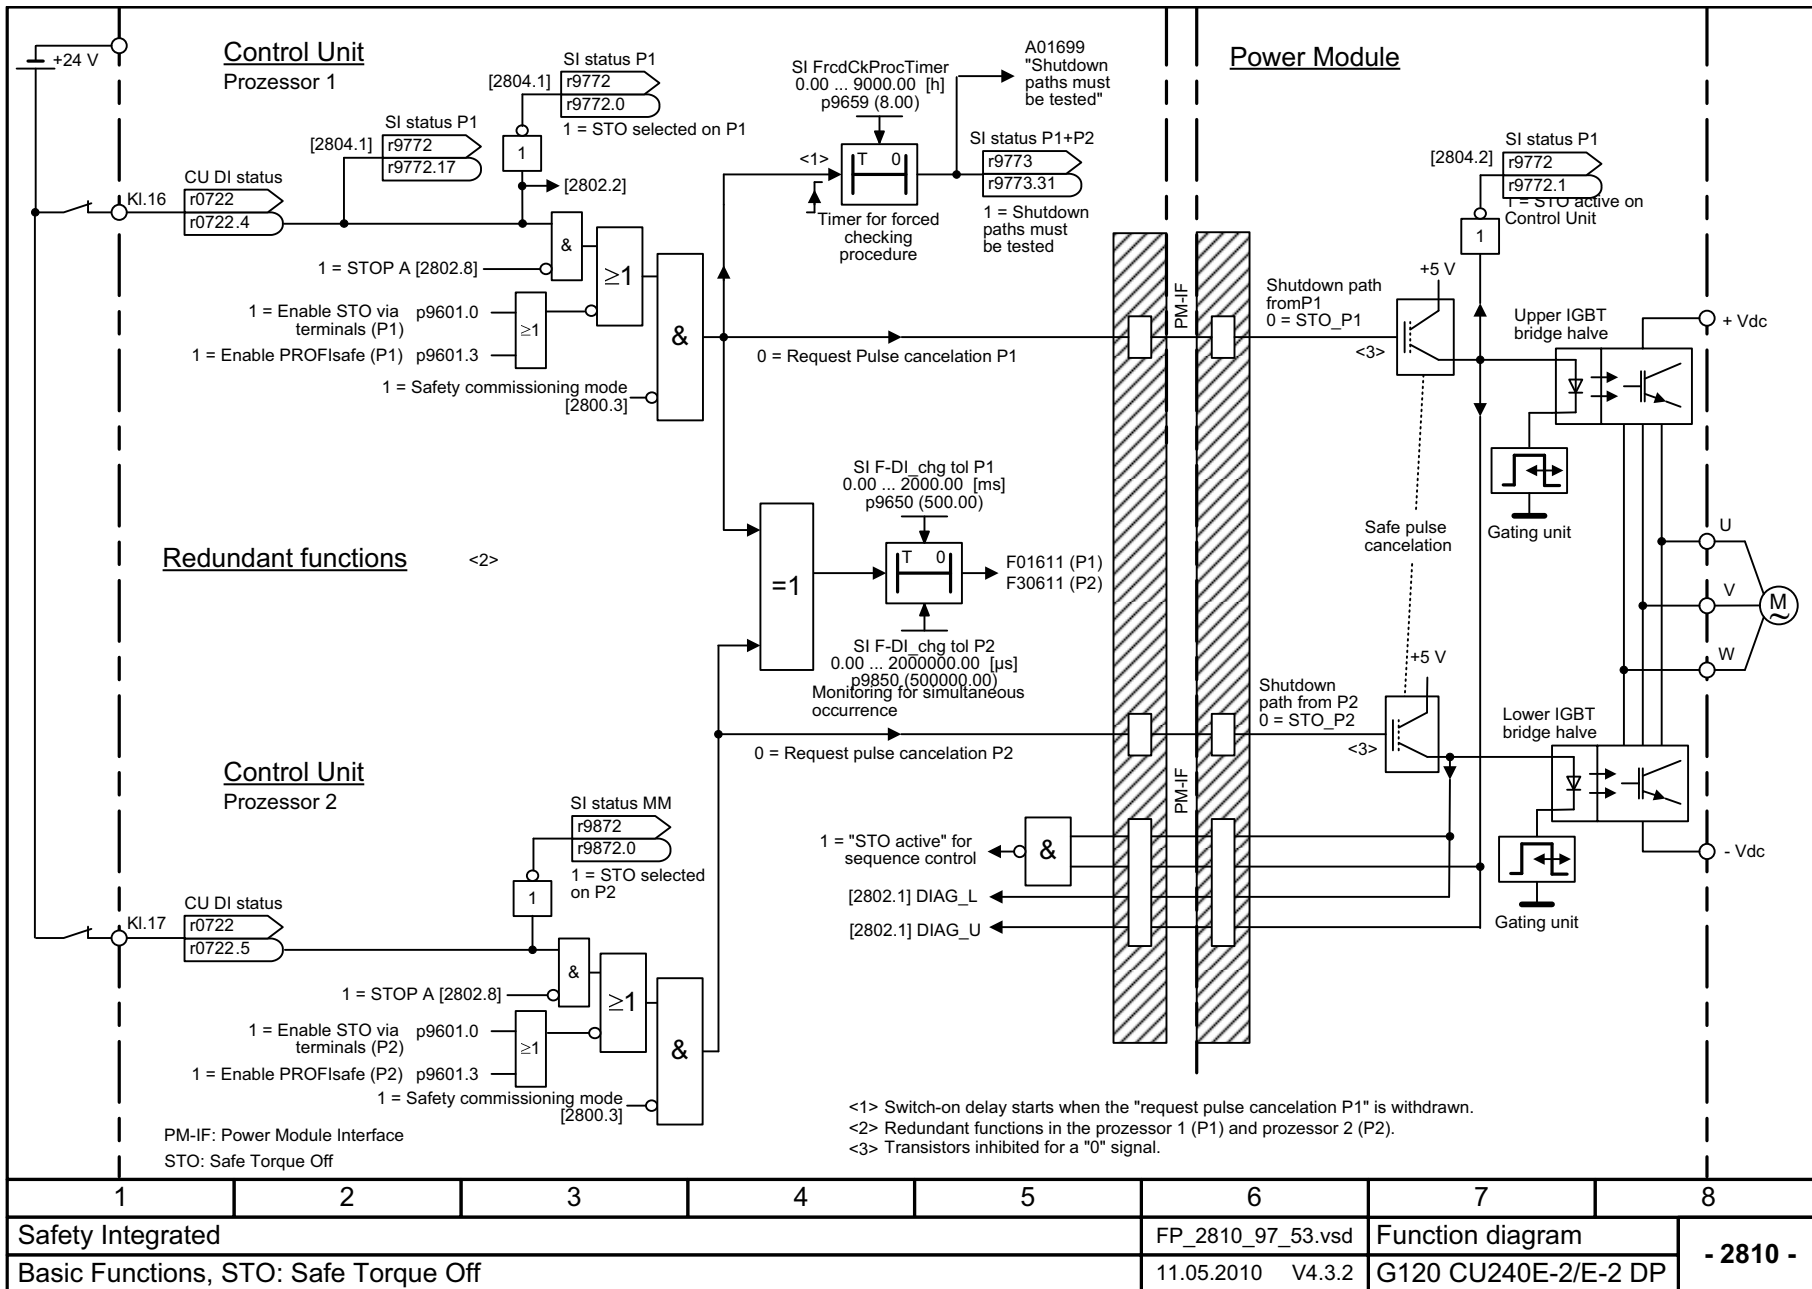 +24 V
Control Unit
Prozessor 1
[2804.1]
SI status P1
r9772
r9772.0
1 = STO selected on P1
SI status P1
[2804.1]
r9772
r9772.17
1
[2802.2]
CU DI status
Kl.16
r0722
r0722.4
1 = STOP A [2802.8]
&
≥1
1 = Enable STO via
terminals (P1)
p9601.0
1 = Enable PROFIsafe (P1)
p9601.3
≥1
1 = Safety commissioning mode
[2800.3]
&
SI FrcdCkProcTimer
0.00 ... 9000.00 [h]
p9659 (8.00)
<1>
T 0
Timer for forced
checking
procedure
A01699
"Shutdown
paths must
be tested"
SI status P1+P2
r9773
r9773.31
1 = Shutdown
paths must
be tested
0 = Request Pulse cancelation P1
PM-IF
Power Module
Shutdown path
fromP1
0 = STO_P1
<3>
+5 V
SI status P1
[2804.2]
r9772
r9772.1
1 = STO active on
Control Unit
1
Upper IGBT
bridge halve
+ Vdc
Gating unit
Safe pulse
cancelation
U
V
W
M
~
Redundant functions
<2>
SI F-DI_chg tol P1
0.00 ... 2000.00 [ms]
p9650 (500.00)
=1
T 0
F01611 (P1)
F30611 (P2)
SI F-DI_chg tol P2
0.00 ... 2000000.00 [µs]
p9850 (500000.00)
Monitoring for simultaneous
occurrence
0 = Request pulse cancelation P2
PM-IF
Shutdown
path from P2
0 = STO_P2
<3>
+5 V
Lower IGBT
bridge halve
- Vdc
Gating unit
1 = "STO active" for
sequence control
&
[2802.1] DIAG_L
[2802.1] DIAG_U
Control Unit
Prozessor 2
SI status MM
r9872
r9872.0
1 = STO selected
on P2
1
CU DI status
Kl.17
r0722
r0722.5
1 = STOP A [2802.8]
&
≥1
1 = Enable STO via
terminals (P2)
p9601.0
1 = Enable PROFIsafe (P2)
p9601.3
≥1
1 = Safety commissioning mode
[2800.3]
&
PM-IF: Power Module Interface
STO: Safe Torque Off
<1> Switch-on delay starts when the "request pulse cancelation P1" is withdrawn.
<2> Redundant functions in the prozessor 1 (P1) and prozessor 2 (P2).
<3> Transistors inhibited for a "0" signal.
1 2 3 4 5 6 7 8
Safety Integrated
FP_2810_97_53.vsd
Function diagram
- 2810 -
Basic Functions, STO: Safe Torque Off
11.05.2010 V4.3.2
G120 CU240E-2/E-2 DP